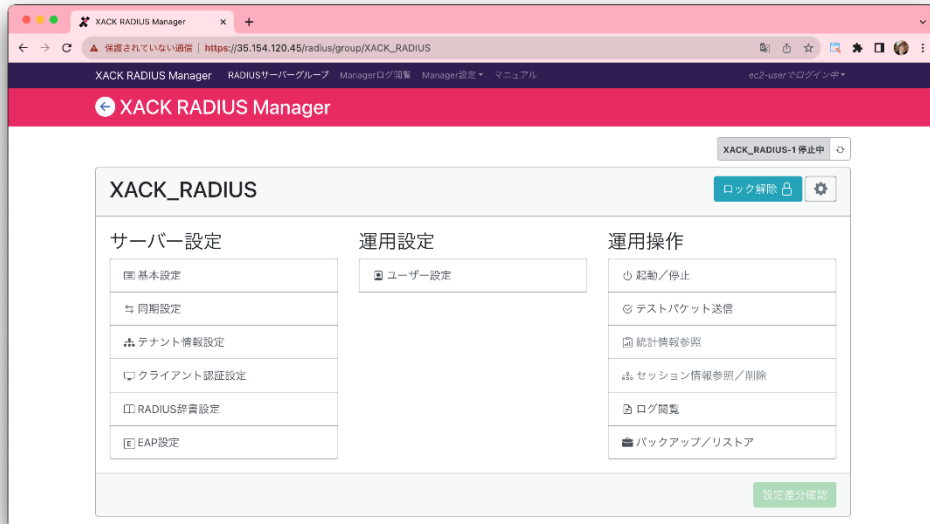 XACK RADIUS Manager
保護されていない通信 | https://35.154.120.45/radius/group/XACK_RADIUS
XACK RADIUS Manager RADIUSサーバーグループ Managerログ閲覧 Manager設定 マニュアル ec2-userでログイン中
XACK RADIUS Manager
XACK_RADIUS-1 停止中
XACK_RADIUS
ロック解除
サーバー設定
基本設定
同期設定
テナント情報設定
クライアント認証設定
RADIUS辞書設定
E EAP設定
運用設定
ユーザー設定
運用操作
起動／停止
テストパケット送信
統計情報参照
セッション情報参照／削除
ログ閲覧
バックアップ／リストア
設定差分確認